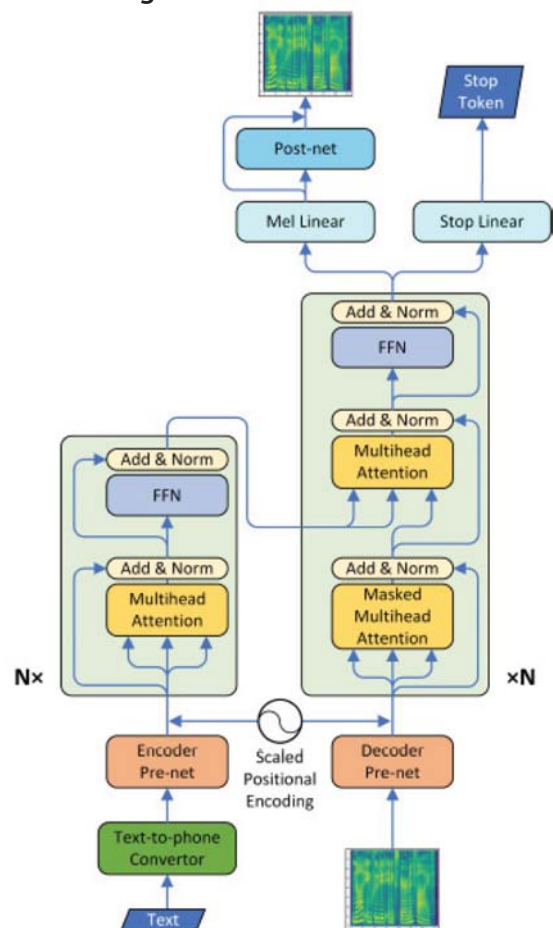 Stop
Token
Post-net
Mel Linear
Stop Linear
Add & Norm
FFN
Add & Norm
Multihead
Attention
Add & Norm
Masked
Multihead
Attention
Add & Norm
FFN
Add & Norm
Multihead
Attention
N×
×N
Encoder
Pre-net
Scaled
Positional
Encoding
Decoder
Pre-net
Text-to-phone
Convertor
Text